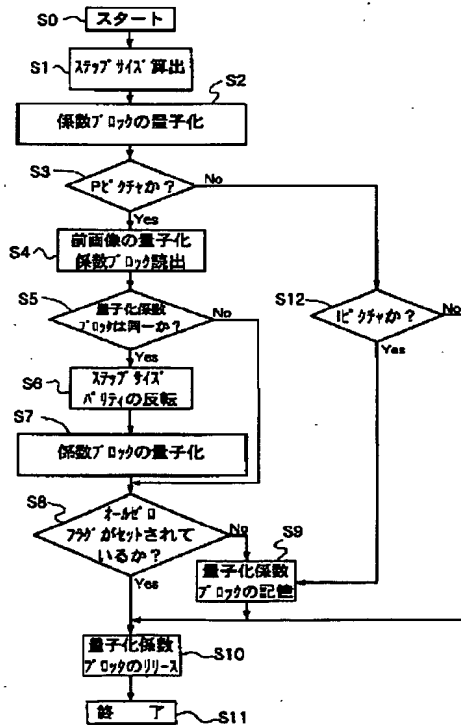 S0
スタート
S1
ステップサイズ算出
S2
係数ブロックの量子化
S3
Pピクチャか?
No
Yes
S4
前画像の量子化
係数ブロック読出
S5
量子化係数
ブロックは同一か?
No
Yes
S12
Iピクチャか?
No
Yes
S6
ステップサイズ
パリティの反転
S7
係数ブロックの量子化
S8
オールゼロ
フラグがセットされて
いるか?
No
Yes
S9
量子化係数
ブロックの記憶
量子化係数
ブロックのリリース
S10
終 了
S11